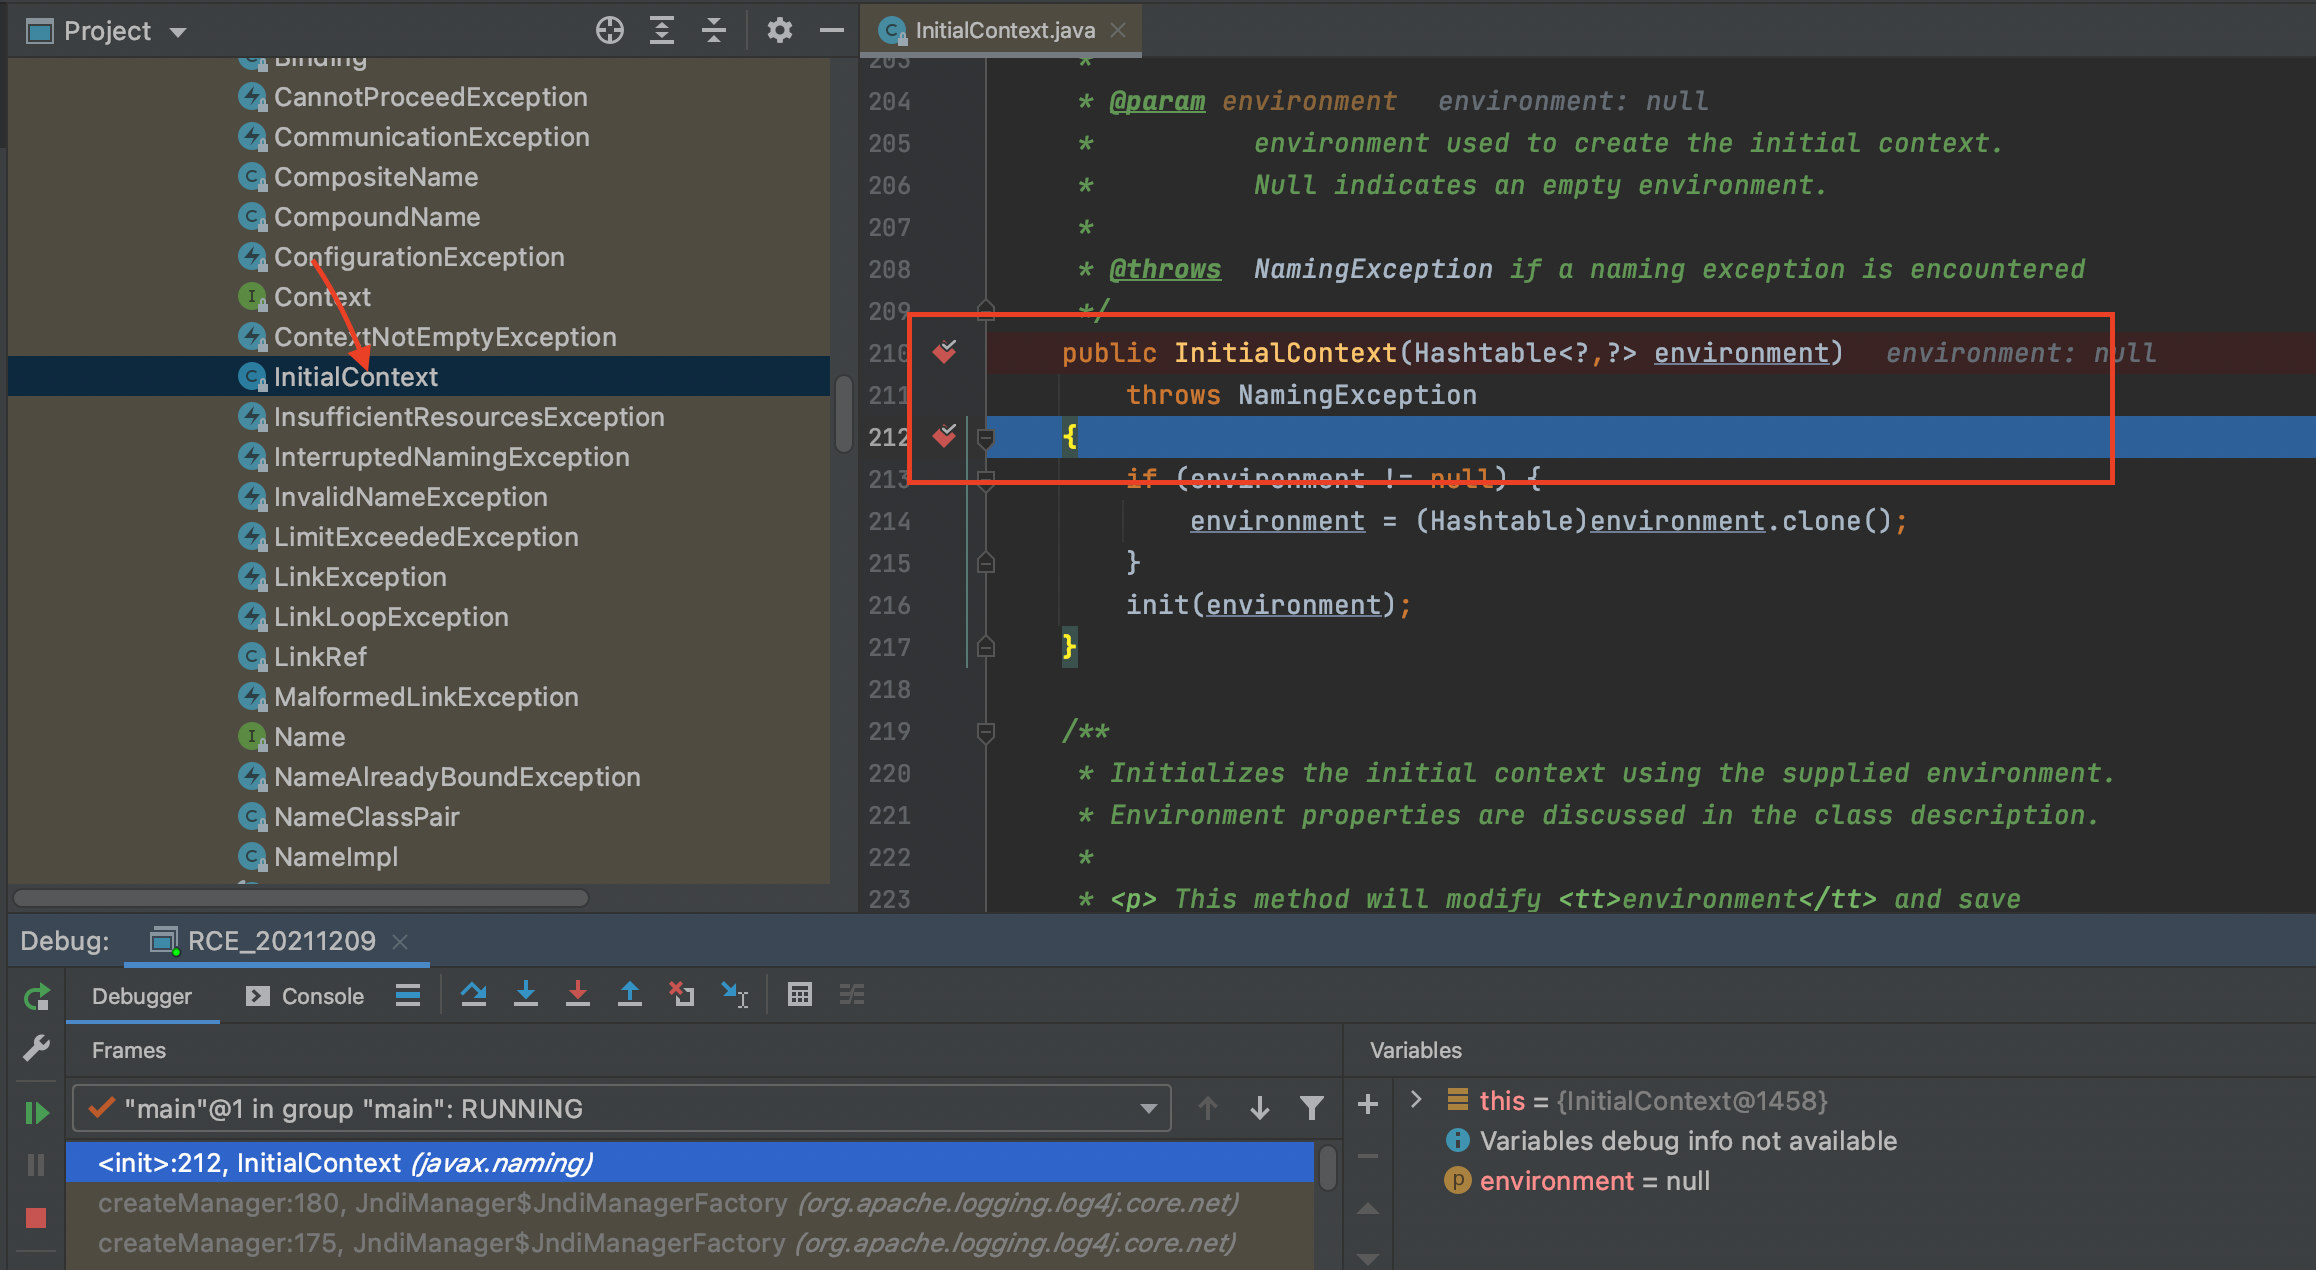 Project
InitialContext.java
Binding
CannotProceedException
CommunicationException
CompositeName
CompoundName
ConfigurationException
Context
ContextNotEmptyException
InitialContext
InsufficientResourcesException
InterruptedNamingException
InvalidNameException
LimitExceededException
LinkException
LinkLoopException
LinkRef
MalformedLinkException
Name
NameAlreadyBoundException
NameClassPair
NameImpl
203 *
204 * @param environment environment: null
205 * environment used to create the initial context.
206 * Null indicates an empty environment.
207 *
208 * @throws NamingException if a naming exception is encountered
209 */
210 public InitialContext(Hashtable<?,?> environment) environment: null
211 throws NamingException
212 {
213 if (environment != null) {
214 environment = (Hashtable)environment.clone();
215 }
216 init(environment);
217 }
218
219 /**
220 * Initializes the initial context using the supplied environment.
221 * Environment properties are discussed in the class description.
222 *
223 * <p> This method will modify <tt>environment</tt> and save
Debug: RCE_20211209
Debugger Console
Frames
"main"@1 in group "main": RUNNING
<init>:212, InitialContext (javax.naming)
createManager:180, JndiManager$JndiManagerFactory (org.apache.logging.log4j.core.net)
createManager:175, JndiManager$JndiManagerFactory (org.apache.logging.log4j.core.net)
Variables
this = {InitialContext@1458}
Variables debug info not available
environment = null